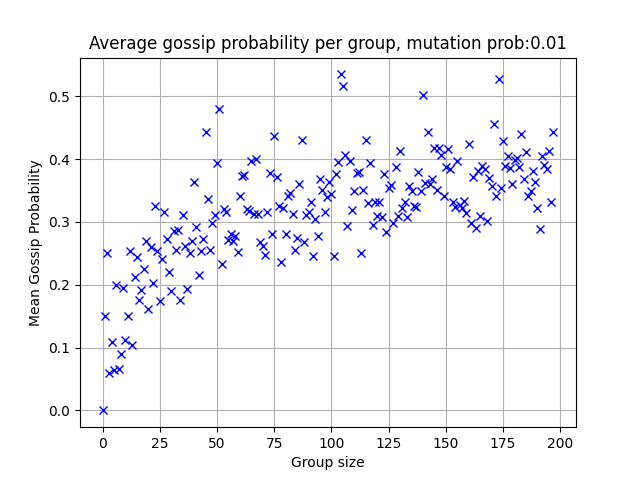 Average gossip probability per group, mutation prob:0.01
0.5
0.4
0.3
0.2
0.1
0.0
Mean Gossip Probability
0 25 50 75 100 125 150 175 200
Group size